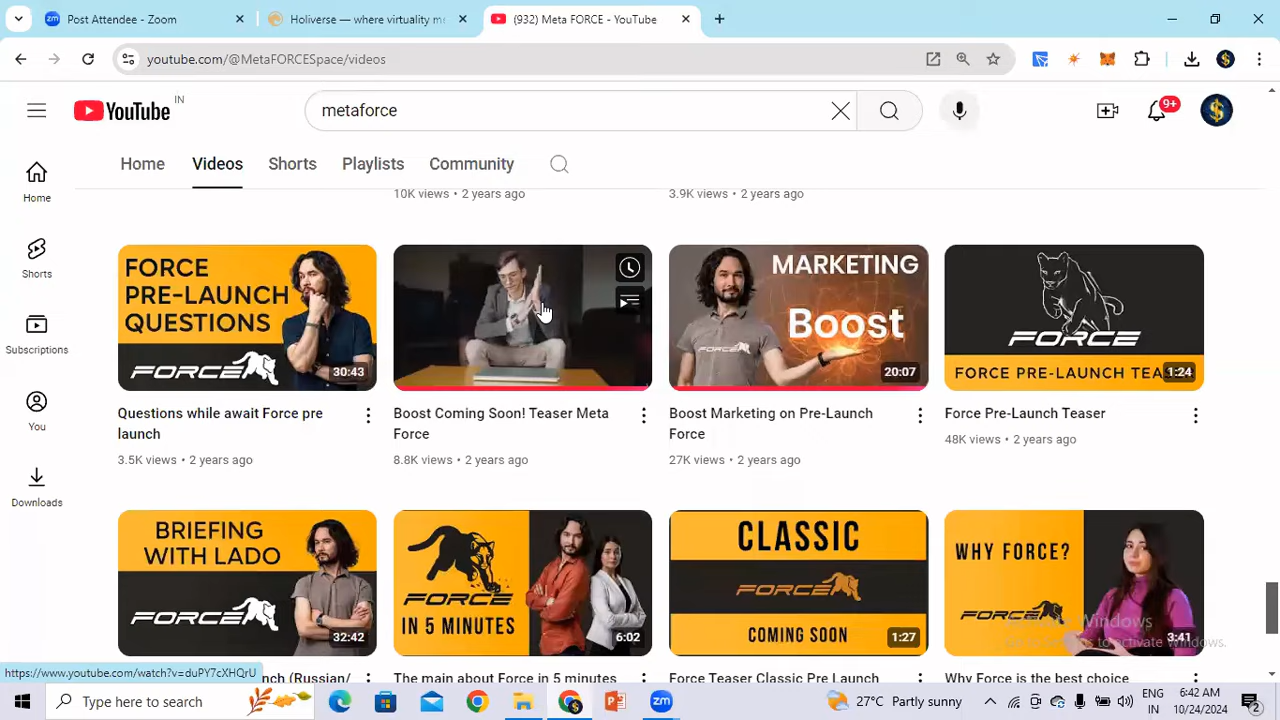 Post Attendee - Zoom
Holiverse — where virtuality m
(932) Meta FORCE - YouTube
youtube.com/@MetaFORCESpace/videos
YouTube IN
metaforce
9+
Home
Videos
Shorts
Playlists
Community
Home
Shorts
Subscriptions
You
Downloads
10K views • 2 years ago
3.9K views • 2 years ago
FORCE
PRE-LAUNCH
QUESTIONS
FORCE
30:43
Questions while await Force pre
launch
3.5K views • 2 years ago
Boost Coming Soon! Teaser Meta
Force
8.8K views • 2 years ago
MARKETING
Boost
FORCE
20:07
Boost Marketing on Pre-Launch
Force
27K views • 2 years ago
FORCE
FORCE PRE-LAUNCH TEA
1:24
Force Pre-Launch Teaser
48K views • 2 years ago
BRIEFING
WITH LADO
FORCE
32:42
nch (Russian/
FORCE
IN 5 MINUTES
6:02
The main about Force in 5 minutes
CLASSIC
FORCE
COMING SOON
1:27
Force Teaser Classic Pre Launch
WHY FORCE?
FORCE
3:41
Why Force is the best choice
Windows
to activate Windows.
https://www.youtube.com/watch?v=duPY7cXHQrU
Type here to search
27°C Partly sunny
ENG
IN
6:42 AM
10/24/2024
2